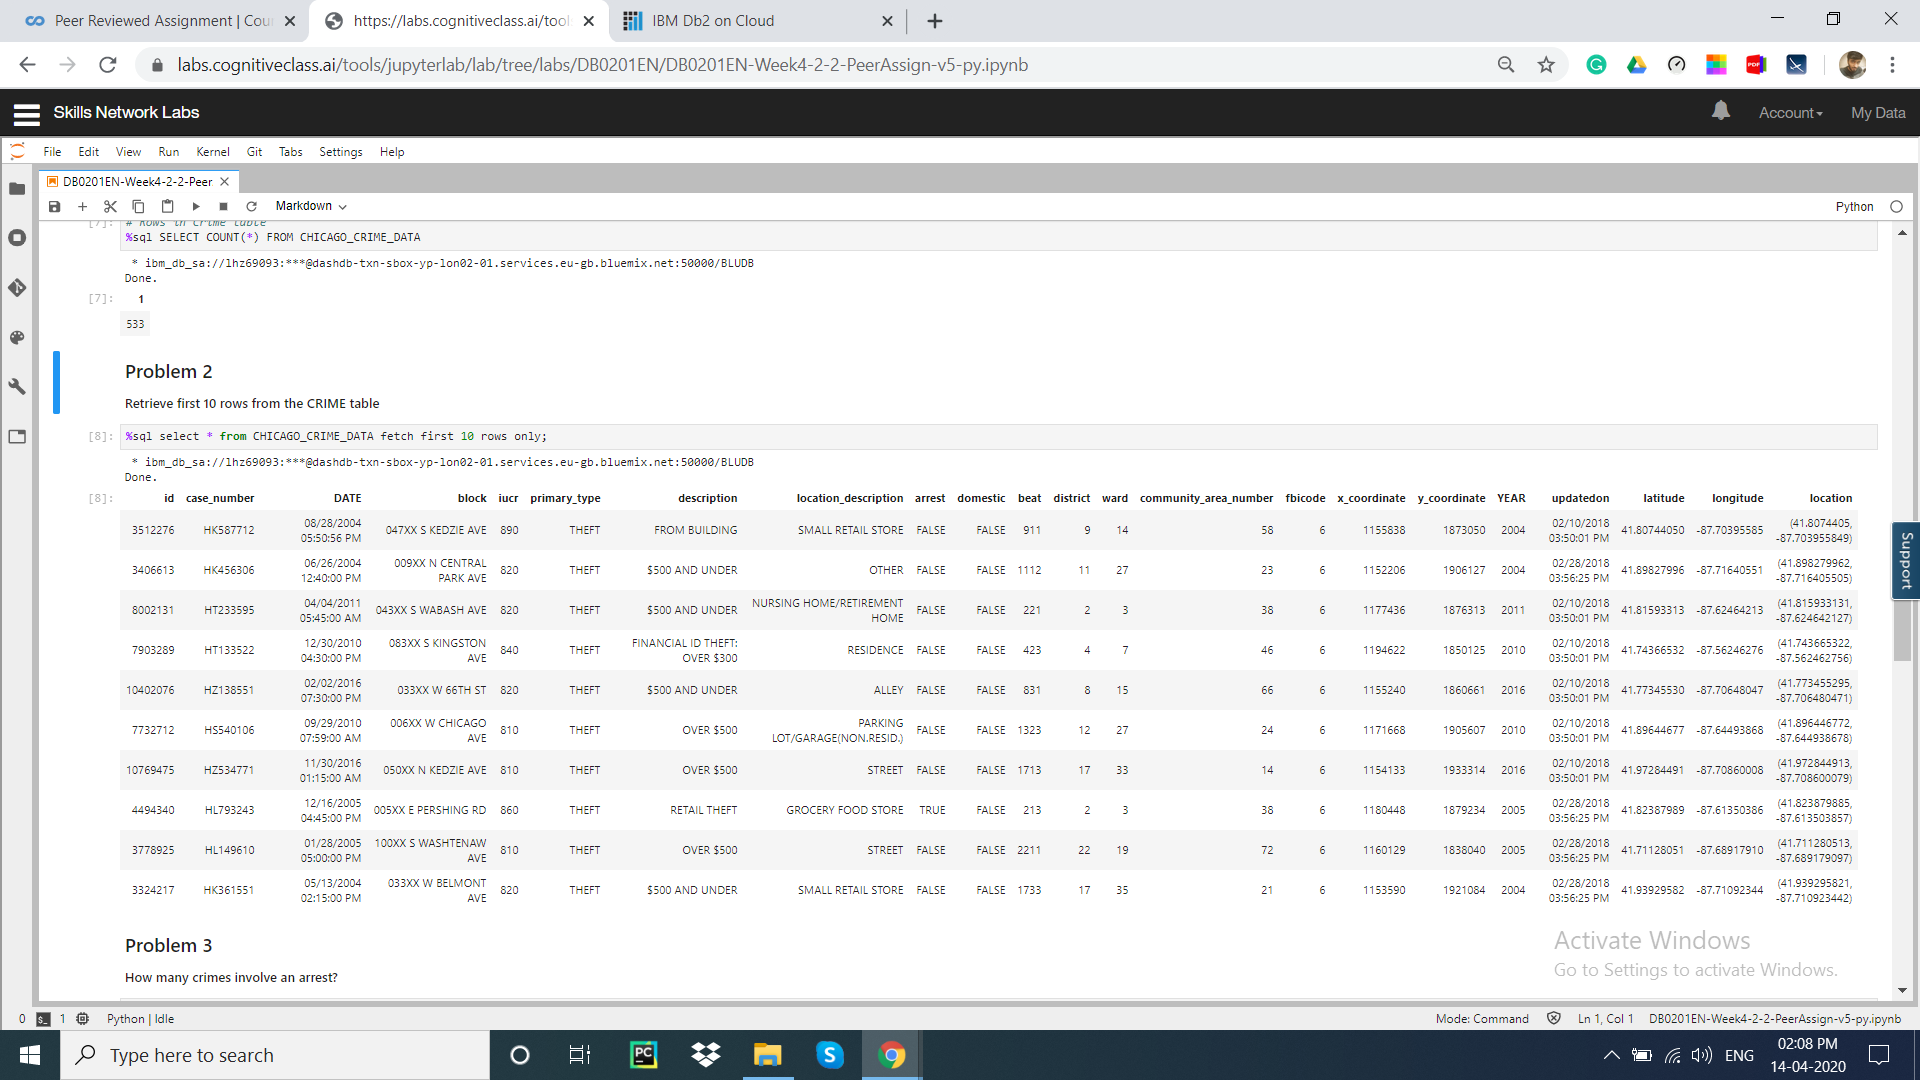 Peer Reviewed Assignment | Cour
https://labs.cognitiveclass.ai/tool
IBM Db2 on Cloud
labs.cognitiveclass.ai/tools/jupyterlab/lab/tree/labs/DB0201EN/DB0201EN-Week4-2-2-PeerAssign-v5-py.ipynb
Skills Network Labs
Account
My Data
File Edit View Run Kernel Git Tabs Settings Help
DB0201EN-Week4-2-2-Peer
Markdown
Python
[7]: # Rows in Crime table
%sql SELECT COUNT(*) FROM CHICAGO_CRIME_DATA
* ibm_db_sa://lhz69093:***@dashdb-txn-sbox-yp-lon02-01.services.eu-gb.bluemix.net:50000/BLUDB
Done.
[7]: 1
533
Problem 2
Retrieve first 10 rows from the CRIME table
[8]: %sql select * from CHICAGO_CRIME_DATA fetch first 10 rows only;
* ibm_db_sa://lhz69093:***@dashdb-txn-sbox-yp-lon02-01.services.eu-gb.bluemix.net:50000/BLUDB
Done.
[8]: id case_number DATE block iucr primary_type description location_description arrest domestic beat district ward community_area_number fbicode x_coordinate y_coordinate YEAR updatedon latitude longitude location
3512276 HK587712 08/28/2004 05:50:56 PM 047XX S KEDZIE AVE 890 THEFT FROM BUILDING SMALL RETAIL STORE FALSE FALSE 911 9 14 58 6 1155838 1873050 2004 02/10/2018 03:50:01 PM 41.80744050 -87.70395585 (41.8074405, -87.703955849)
3406613 HK456306 06/26/2004 12:40:00 PM 009XX N CENTRAL PARK AVE 820 THEFT $500 AND UNDER OTHER FALSE FALSE 1112 11 27 23 6 1152206 1906127 2004 02/28/2018 03:56:25 PM 41.89827996 -87.71640551 (41.898279962, -87.716405505)
8002131 HT233595 04/04/2011 05:45:00 AM 043XX S WABASH AVE 820 THEFT $500 AND UNDER NURSING HOME/RETIREMENT HOME FALSE FALSE 221 2 3 38 6 1177436 1876313 2011 02/10/2018 03:50:01 PM 41.81593313 -87.62464213 (41.815933131, -87.624642127)
7903289 HT133522 12/30/2010 04:30:00 PM 083XX S KINGSTON AVE 840 THEFT FINANCIAL ID THEFT: OVER $300 RESIDENCE FALSE FALSE 423 4 7 46 6 1194622 1850125 2010 02/10/2018 03:50:01 PM 41.74366532 -87.56246276 (41.743665322, -87.562462756)
10402076 HZ138551 02/02/2016 07:30:00 PM 033XX W 66TH ST 820 THEFT $500 AND UNDER ALLEY FALSE FALSE 831 8 15 66 6 1155240 1860661 2016 02/10/2018 03:50:01 PM 41.77345530 -87.70648047 (41.773455295, -87.706480471)
7732712 HS540106 09/29/2010 07:59:00 AM 006XX W CHICAGO AVE 810 THEFT OVER $500 PARKING LOT/GARAGE(NON.RESID.) FALSE FALSE 1323 12 27 24 6 1171668 1905607 2010 02/10/2018 03:50:01 PM 41.89644677 -87.64493868 (41.896446772, -87.644938678)
10769475 HZ534771 11/30/2016 01:15:00 AM 050XX N KEDZIE AVE 810 THEFT OVER $500 STREET FALSE FALSE 1713 17 33 14 6 1154133 1933314 2016 02/10/2018 03:50:01 PM 41.97284491 -87.70860008 (41.972844913, -87.708600079)
4494340 HL793243 12/16/2005 04:45:00 PM 005XX E PERSHING RD 860 THEFT RETAIL THEFT GROCERY FOOD STORE TRUE FALSE 213 2 3 38 6 1180448 1879234 2005 02/28/2018 03:56:25 PM 41.82387989 -87.61350386 (41.823879885, -87.613503857)
3778925 HL149610 01/28/2005 05:00:00 PM 100XX S WASHTENAW AVE 810 THEFT OVER $500 STREET FALSE FALSE 2211 22 19 72 6 1160129 1838040 2005 02/28/2018 03:56:25 PM 41.71128051 -87.68917910 (41.711280513, -87.689179097)
3324217 HK361551 05/13/2004 02:15:00 PM 033XX W BELMONT AVE 820 THEFT $500 AND UNDER SMALL RETAIL STORE FALSE FALSE 1733 17 35 21 6 1153590 1921084 2004 02/28/2018 03:56:25 PM 41.93929582 -87.71092344 (41.939295821, -87.710923442)
Support
Problem 3
How many crimes involve an arrest?
Activate Windows
Go to Settings to activate Windows.
0 1 Python | Idle
Mode: Command Ln 1, Col 1 DB0201EN-Week4-2-2-PeerAssign-v5-py.ipynb
Type here to search
ENG
02:08 PM
14-04-2020